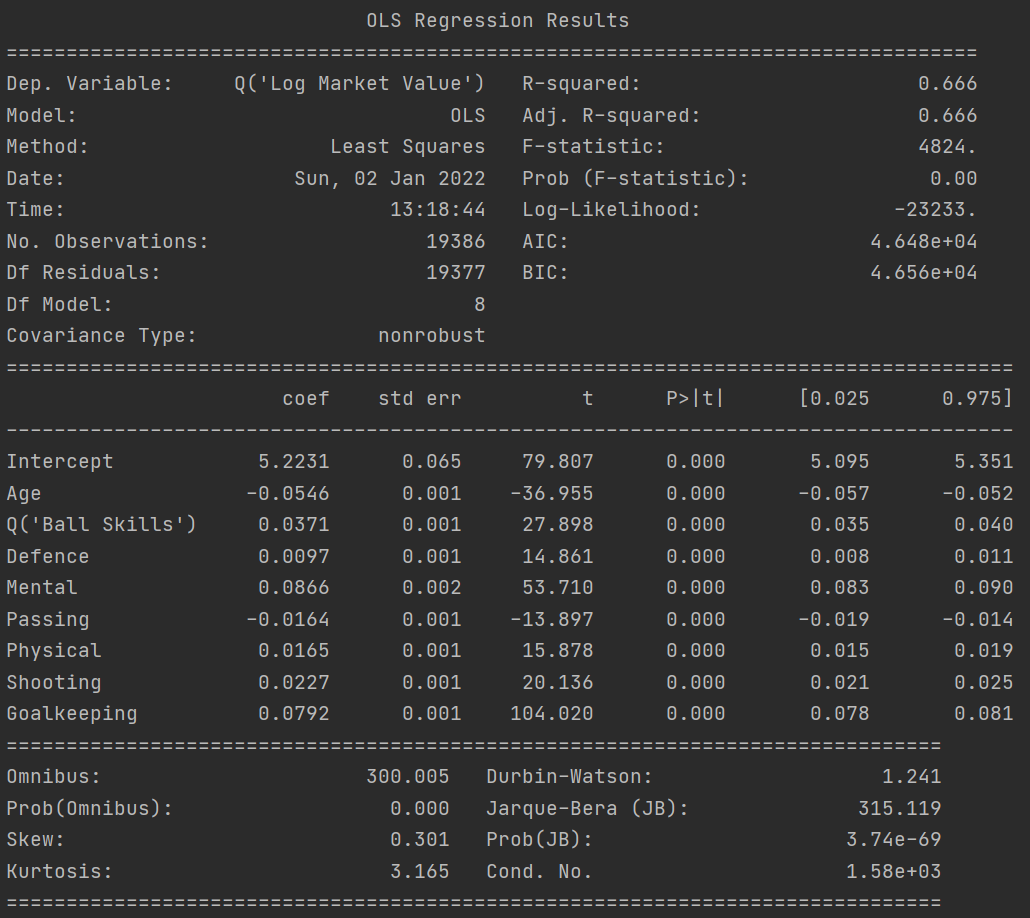 OLS Regression Results
==============================================================================
Dep. Variable: Q('Log Market Value') R-squared: 0.666
Model: OLS Adj. R-squared: 0.666
Method: Least Squares F-statistic: 4824.
Date: Sun, 02 Jan 2022 Prob (F-statistic): 0.00
Time: 13:18:44 Log-Likelihood: -23233.
No. Observations: 19386 AIC: 4.648e+04
Df Residuals: 19377 BIC: 4.656e+04
Df Model: 8
Covariance Type: nonrobust
====================================================================================
coef std err t P>|t| [0.025 0.975]
------------------------------------------------------------------------------------
Intercept 5.2231 0.065 79.807 0.000 5.095 5.351
Age -0.0546 0.001 -36.955 0.000 -0.057 -0.052
Q('Ball Skills') 0.0371 0.001 27.898 0.000 0.035 0.040
Defence 0.0097 0.001 14.861 0.000 0.008 0.011
Mental 0.0866 0.002 53.710 0.000 0.083 0.090
Passing -0.0164 0.001 -13.897 0.000 -0.019 -0.014
Physical 0.0165 0.001 15.878 0.000 0.015 0.019
Shooting 0.0227 0.001 20.136 0.000 0.021 0.025
Goalkeeping 0.0792 0.001 104.020 0.000 0.078 0.081
==============================================================================
Omnibus: 300.005 Durbin-Watson: 1.241
Prob(Omnibus): 0.000 Jarque-Bera (JB): 315.119
Skew: 0.301 Prob(JB): 3.74e-69
Kurtosis: 3.165 Cond. No. 1.58e+03
==============================================================================